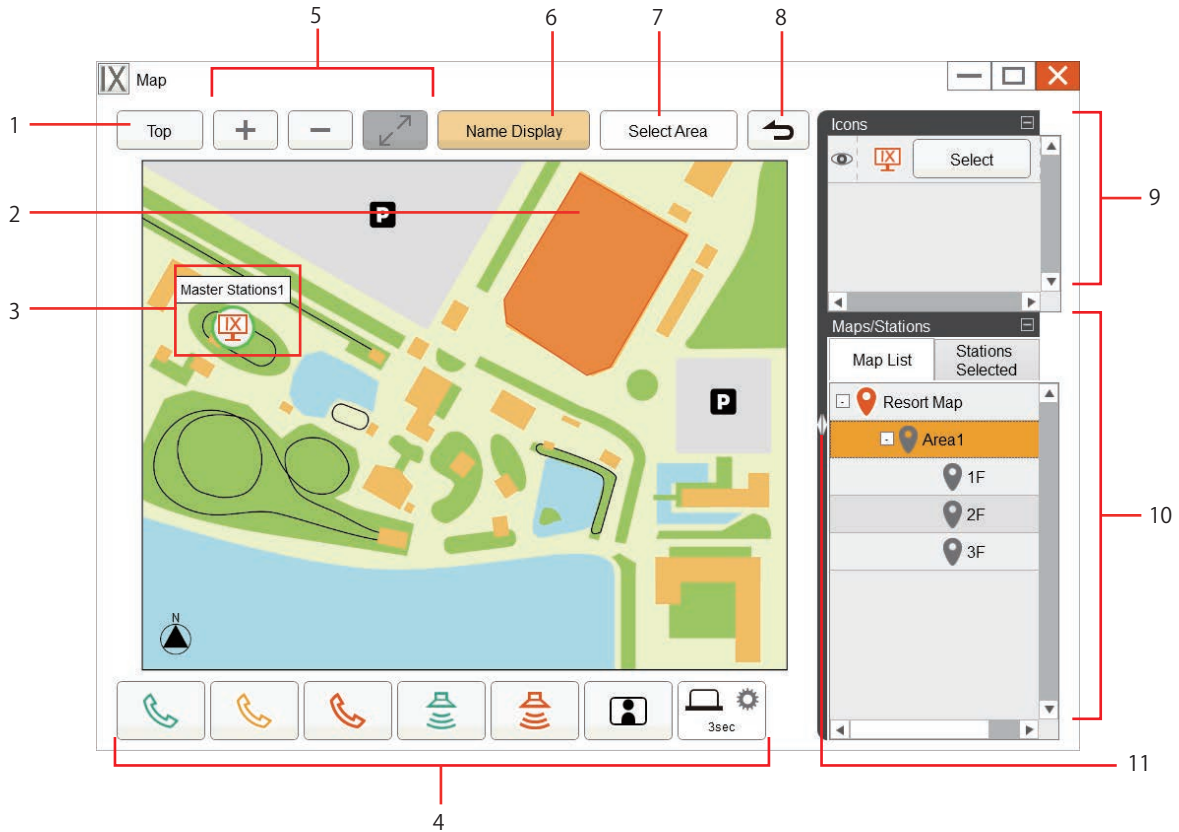 5
6
7
8
IX Map
1
Top
+
−
Name Display
Select Area
Icons
IX
Select
9
2
P
3
Master Stations1
IX
Maps/Stations
Map List
Stations
Selected
P
- Resort Map
- Area1
1F
2F
3F
10
N
3sec
11
4